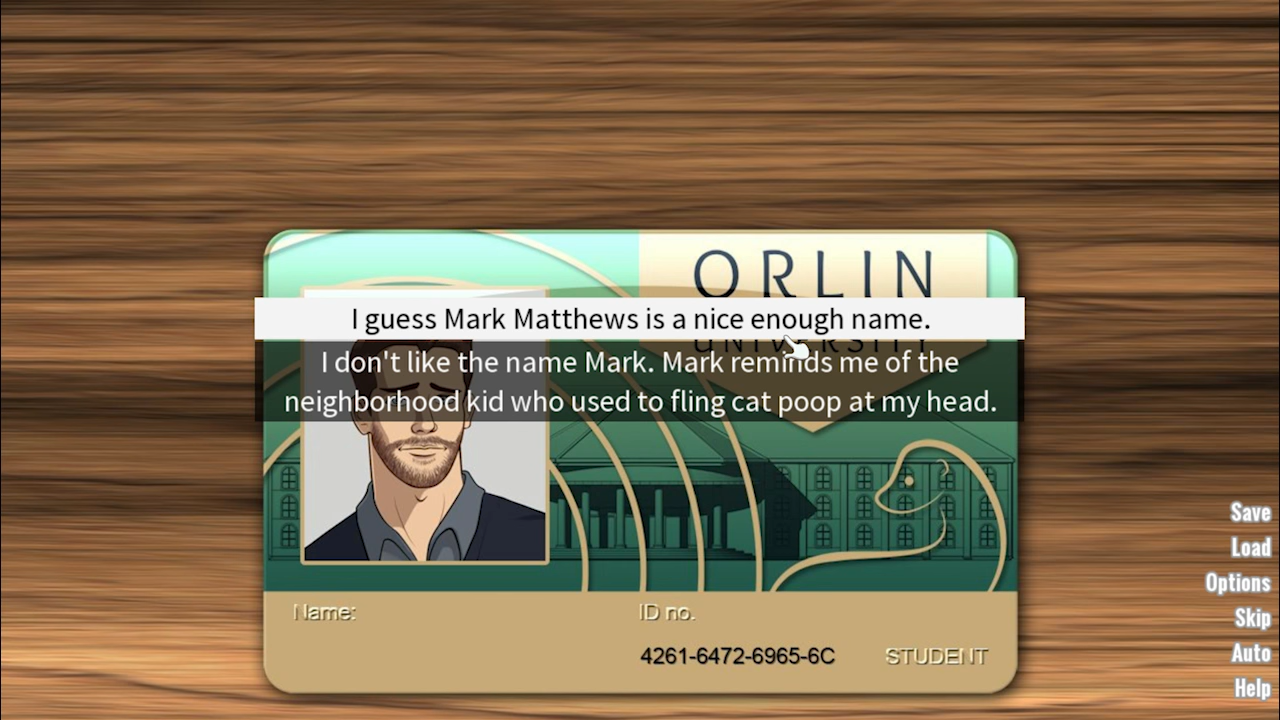 ORLIN
UNIVERSITY
I guess Mark Matthews is a nice enough name.
I don't like the name Mark. Mark reminds me of the
neighborhood kid who used to fling cat poop at my head.
Name:
ID no.
4261-6472-6965-6C
STUDENT
Save
Load
Options
Skip
Auto
Help